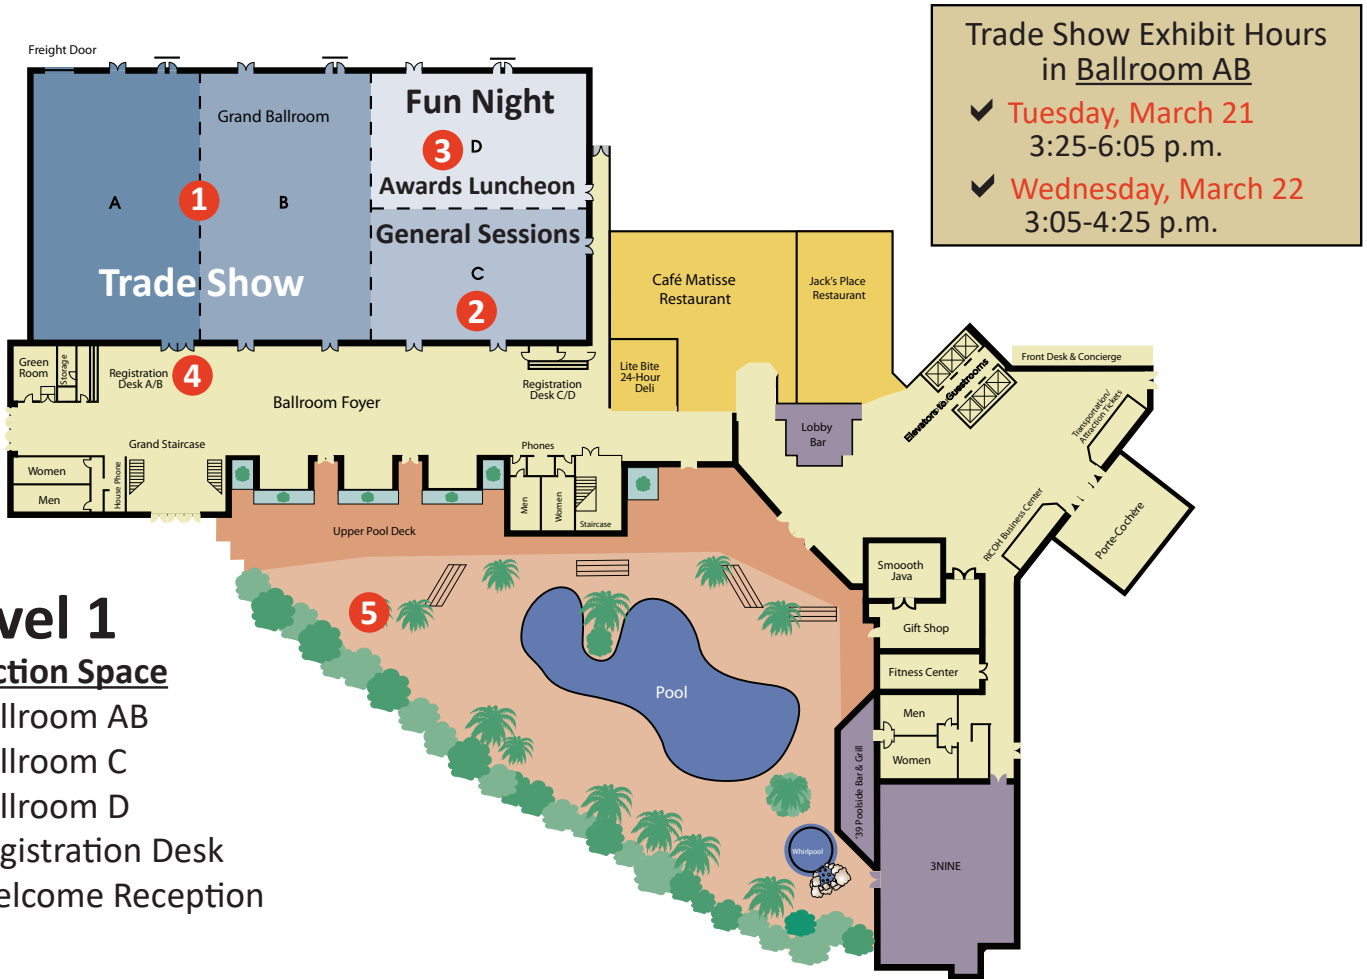 Freight Door
Trade Show Exhibit Hours
in Ballroom AB
Tuesday, March 21
3:25-6:05 p.m.
Wednesday, March 22
3:05-4:25 p.m.
Grand Ballroom
Fun Night
3
D
Awards Luncheon
A
1
B
General Sessions
C
2
Trade Show
Café Matisse
Restaurant
Jack's Place
Restaurant
Green
Room
Storage
Registration
Desk A/B
4
Registration
Desk C/D
Lite Bite
24-Hour
Deli
Ballroom Foyer
Elevators to Guestrooms
Front Desk & Concierge
Transportation/
Attraction Tickets
Lobby
Bar
Grand Staircase
Phones
Women
Men
House Phone
Men
Women
Staircase
RICOH Business Center
Porte-Cochère
Upper Pool Deck
Smoooth
Java
5
Gift Shop
Fitness Center
Pool
Men
Women
'39 Poolside Bar & Grill
Whirlpool
3NINE
vel 1
ction Space
llroom AB
llroom C
llroom D
gistration Desk
elcome Reception